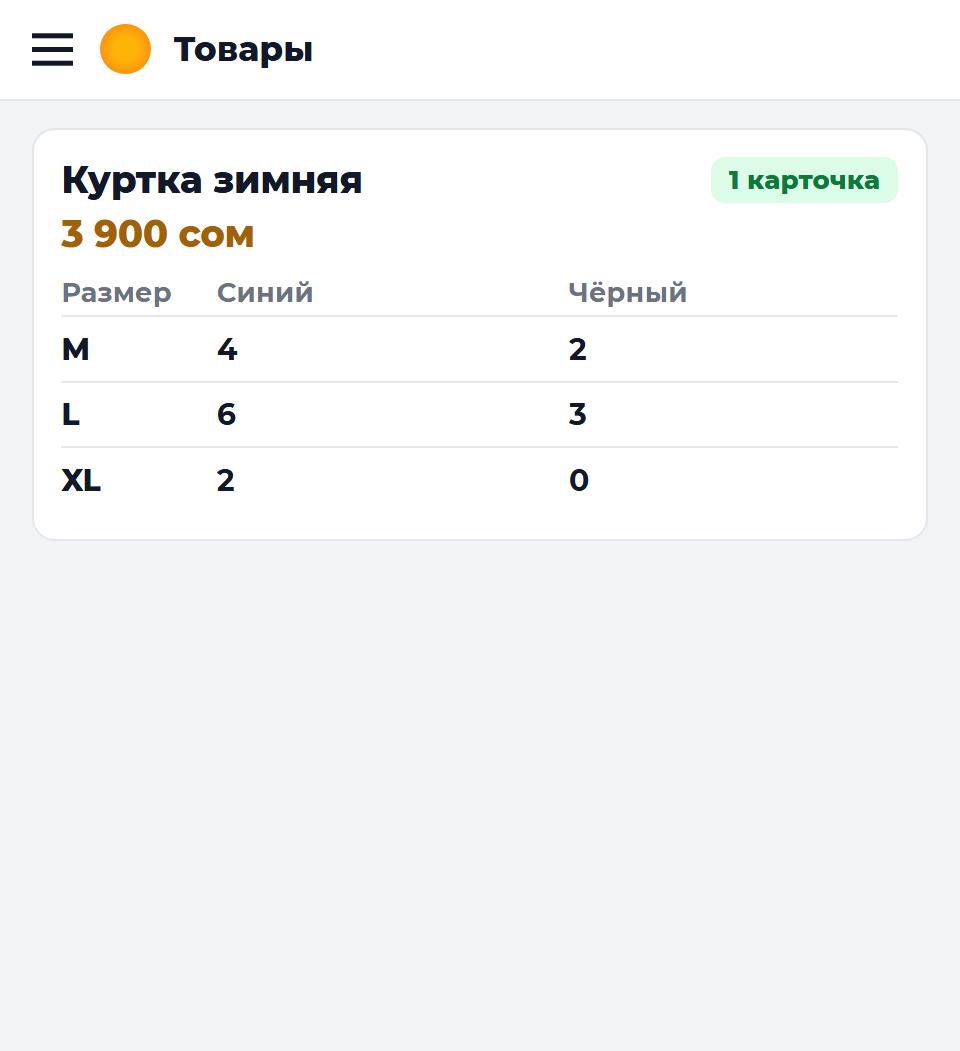 Товары
Куртка зимняя 1 карточка
3 900 сом
Размер Синий Чёрный
M 4 2
L 6 3
XL 2 0